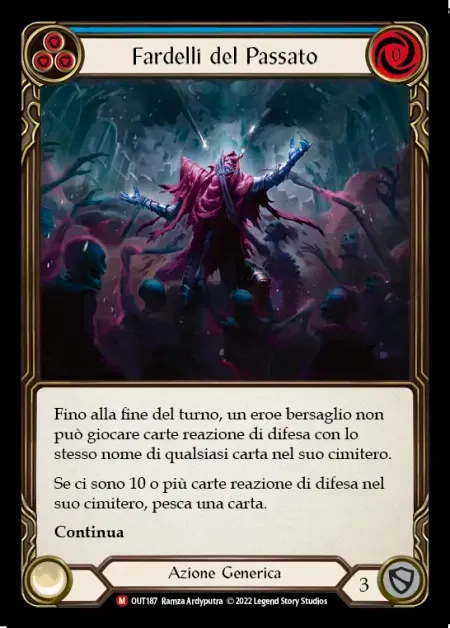 Fardelli del Passato
0
Fino alla fine del turno, un eroe bersaglio non
può giocare carte reazione di difesa con lo
stesso nome di qualsiasi carta nel suo cimitero.
Se ci sono 10 o più carte reazione di difesa nel
suo cimitero, pesca una carta.
Continua
Azione Generica
3
M OUT187 Ramza Ardyputra © 2022 Legend Story Studios